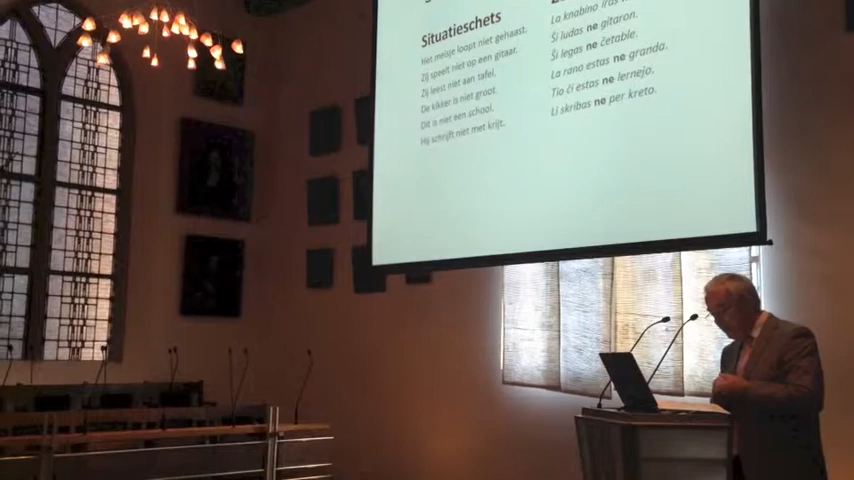 Situatieschets
Het meisje loopt niet gehaast.
Zij speelt niet op een gitaar.
Zij leest niet aan tafel.
De kikker is niet groot.
Dit is niet een school.
Hij schrijft niet met krijt.
La knabino iras
Ŝi ludas ne gitaron.
Ŝi legas ne ĉetable.
La rano estas ne granda.
Tio ĉi estas ne lernejo.
Li skribas ne per kreto.